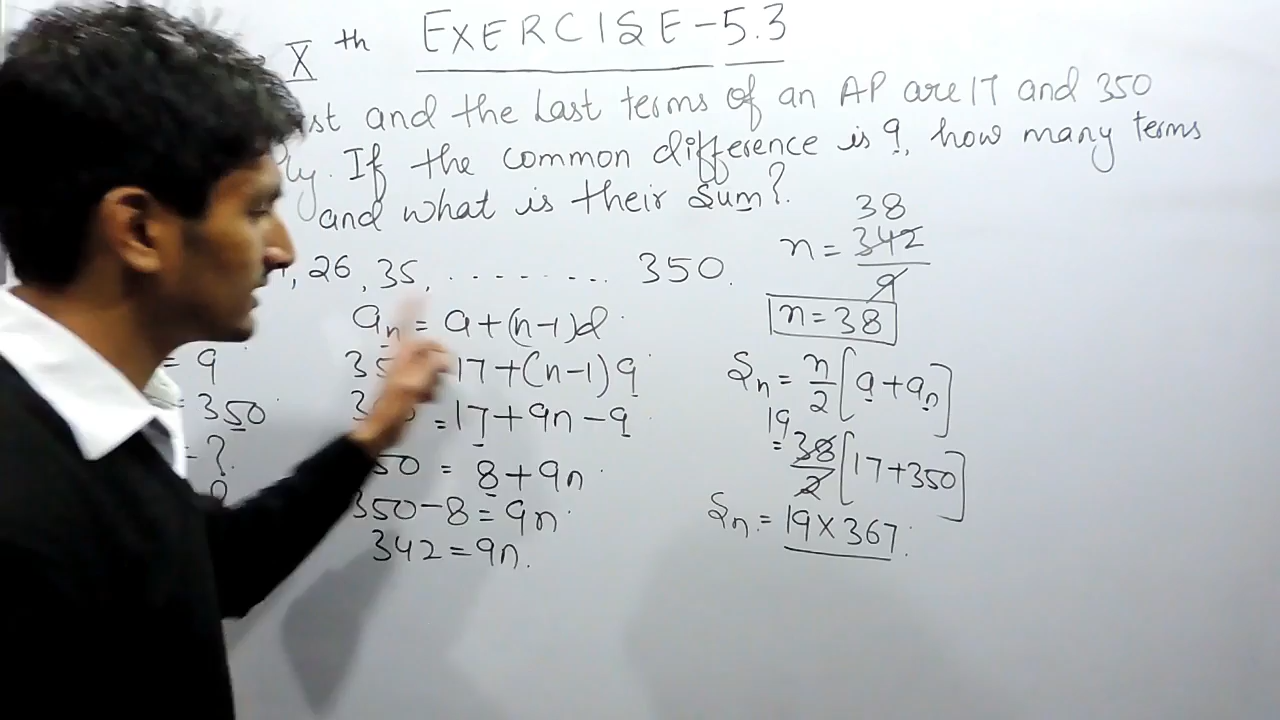 X th EXERCISE-5.3
and the Last terms of an AP are 17 and 350
If the common difference is 9, how many terms
and what is their Sum?
, 26, 35, . . . . . . . . . 350.
aₙ = a+(n-1)d
17+(n-1)9
= 17+9n-9
= 8+9n
350-8 = 9n
342 = 9n.
= 9
= 350
- ?
n = 342/9 38
n = 38
Sₙ = n/2 [a+aₙ]
= 38/2 [17+350] 19
Sₙ = 19×367.